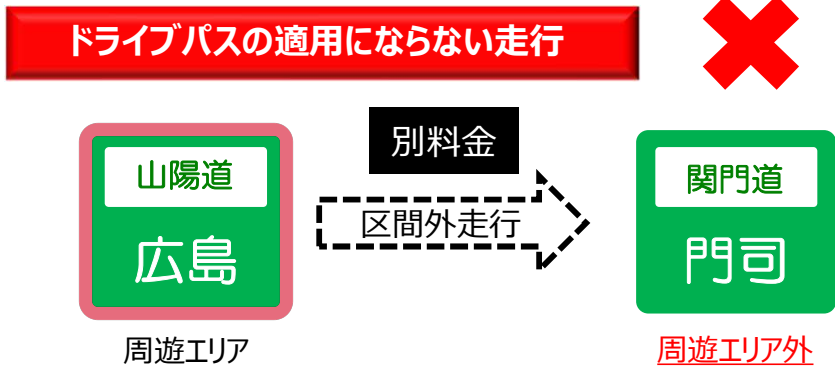 ドライブパスの適用にならない走行
別料金
山陽道
広島
区間外走行
関門道
門司
周遊エリア
周遊エリア外